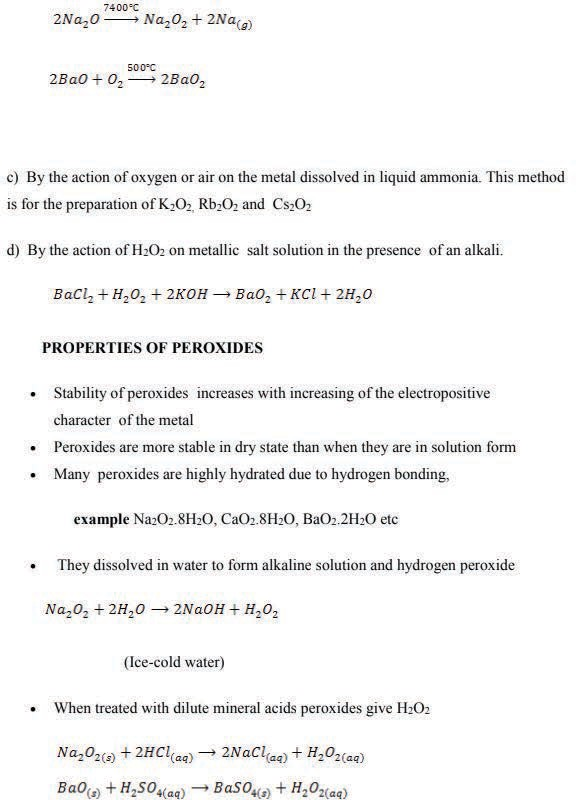 2Na₂O —7400°C→ Na₂O₂ + 2Na₍g₎
2BaO + O₂ —500°C→ 2BaO₂
c) By the action of oxygen or air on the metal dissolved in liquid ammonia. This method
is for the preparation of K₂O₂, Rb₂O₂ and Cs₂O₂
d) By the action of H₂O₂ on metallic salt solution in the presence of an alkali.
BaCl₂ + H₂O₂ + 2KOH → BaO₂ + KCl + 2H₂O
PROPERTIES OF PEROXIDES
• Stability of peroxides increases with increasing of the electropositive
character of the metal
• Peroxides are more stable in dry state than when they are in solution form
• Many peroxides are highly hydrated due to hydrogen bonding,
example Na₂O₂.8H₂O, CaO₂.8H₂O, BaO₂.2H₂O etc
• They dissolved in water to form alkaline solution and hydrogen peroxide
Na₂O₂ + 2H₂O → 2NaOH + H₂O₂
(Ice-cold water)
• When treated with dilute mineral acids peroxides give H₂O₂
Na₂O₂₍s₎ + 2HCl₍aq₎ → 2NaCl₍aq₎ + H₂O₂₍aq₎
BaO₍s₎ + H₂SO₄₍aq₎ → BaSO₄₍s₎ + H₂O₂₍aq₎